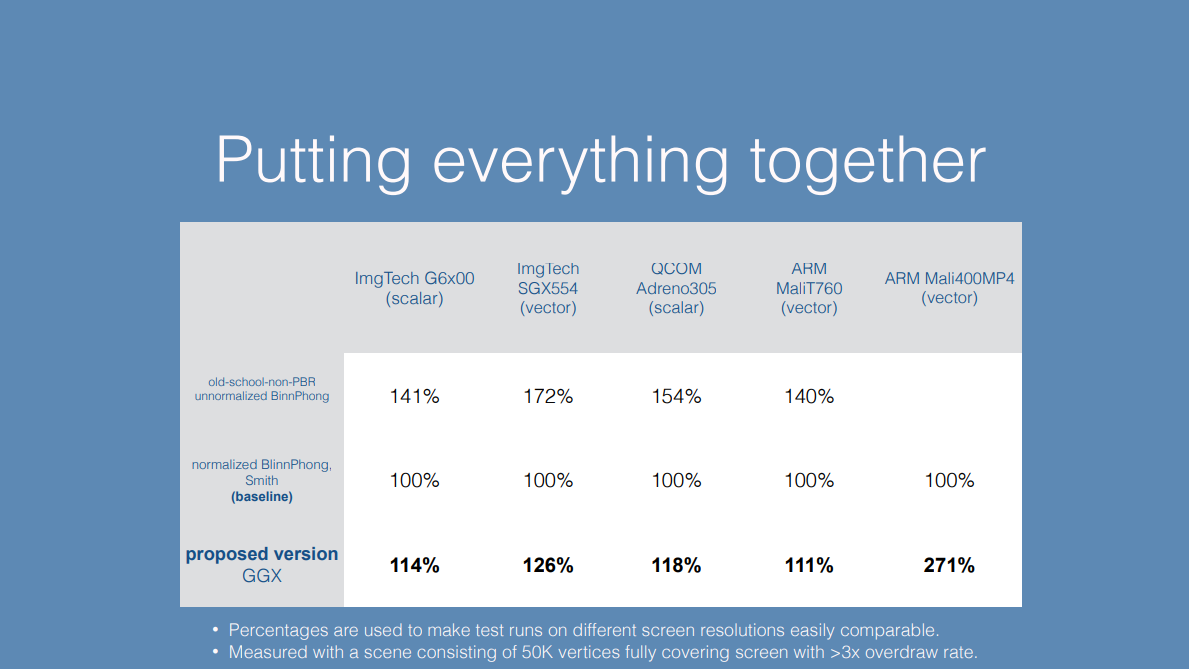 Putting everything together
ImgTech G6x00
(scalar)
ImgTech
SGX554
(vector)
QCOM
Adreno305
(scalar)
ARM
MaliT760
(vector)
ARM Mali400MP4
(vector)
old-school-non-PBR
unnormalized BinnPhong
141%
172%
154%
140%
normalized BlinnPhong,
Smith
(baseline)
100%
100%
100%
100%
100%
proposed version
GGX
114%
126%
118%
111%
271%
• Percentages are used to make test runs on different screen resolutions easily comparable.
• Measured with a scene consisting of 50K vertices fully covering screen with >3x overdraw rate.